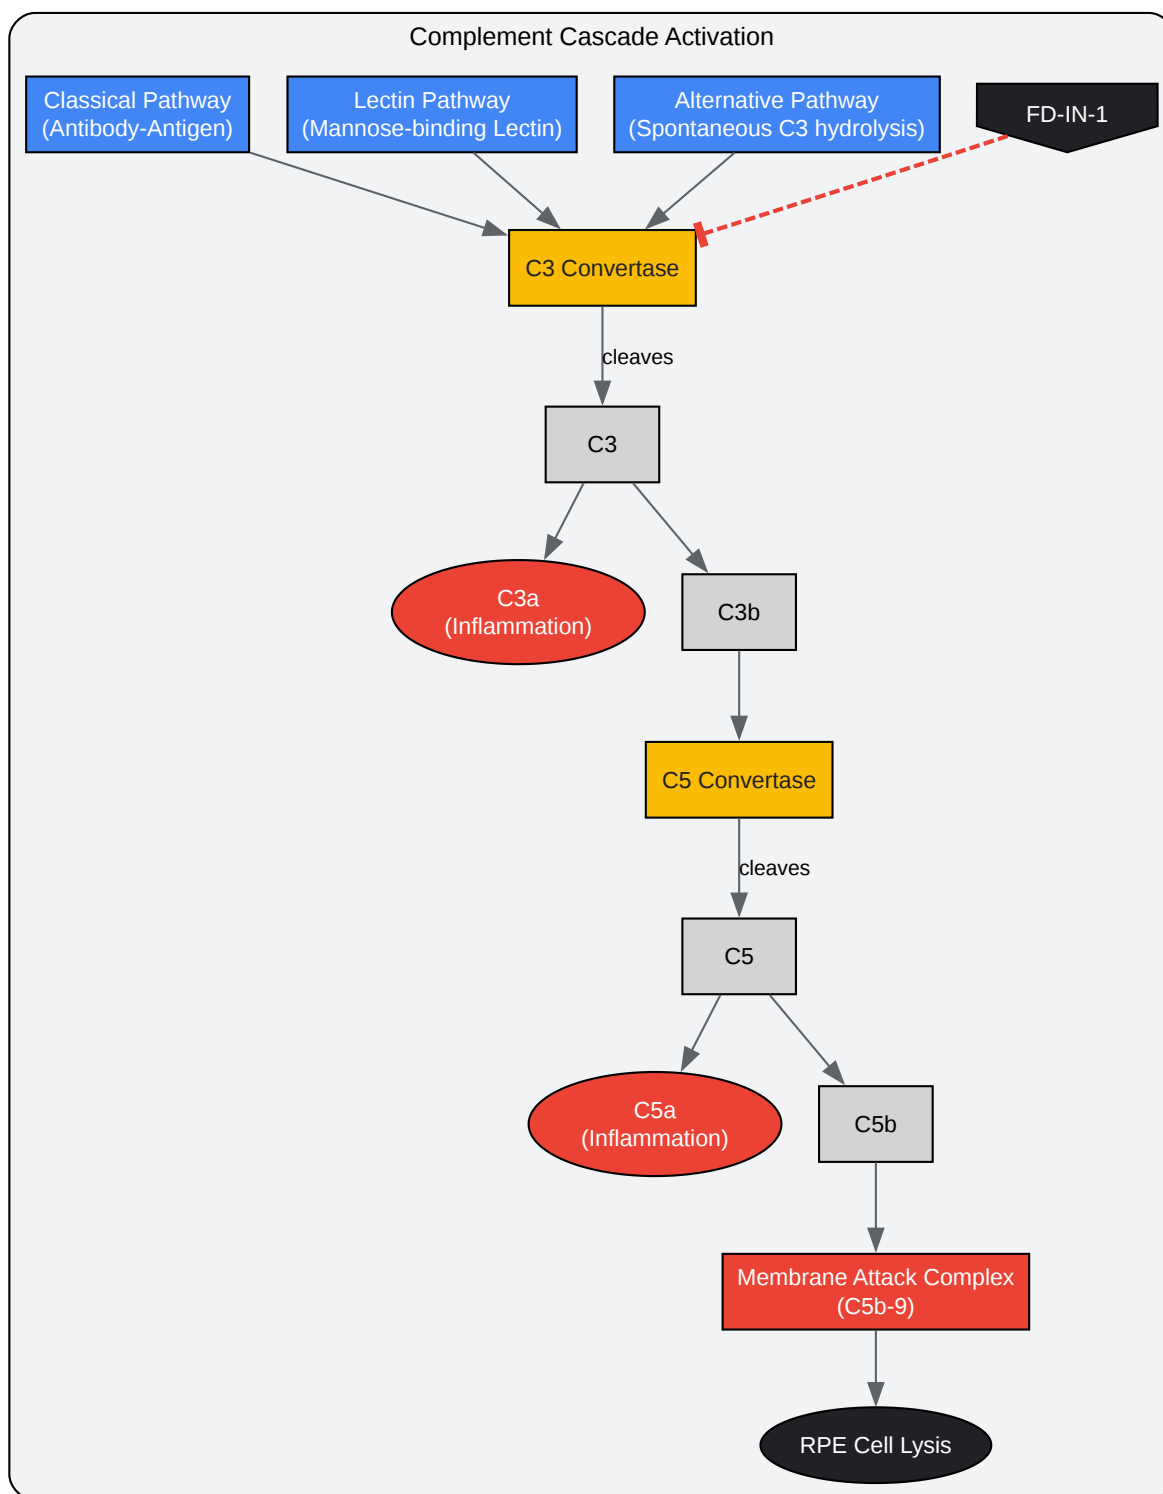 Complement Cascade Activation
Classical Pathway
(Antibody-Antigen)
Lectin Pathway
(Mannose-binding Lectin)
Alternative Pathway
(Spontaneous C3 hydrolysis)
FD-IN-1
C3 Convertase
cleaves
C3
C3a
(Inflammation)
C3b
C5 Convertase
cleaves
C5
C5a
(Inflammation)
C5b
Membrane Attack Complex
(C5b-9)
RPE Cell Lysis